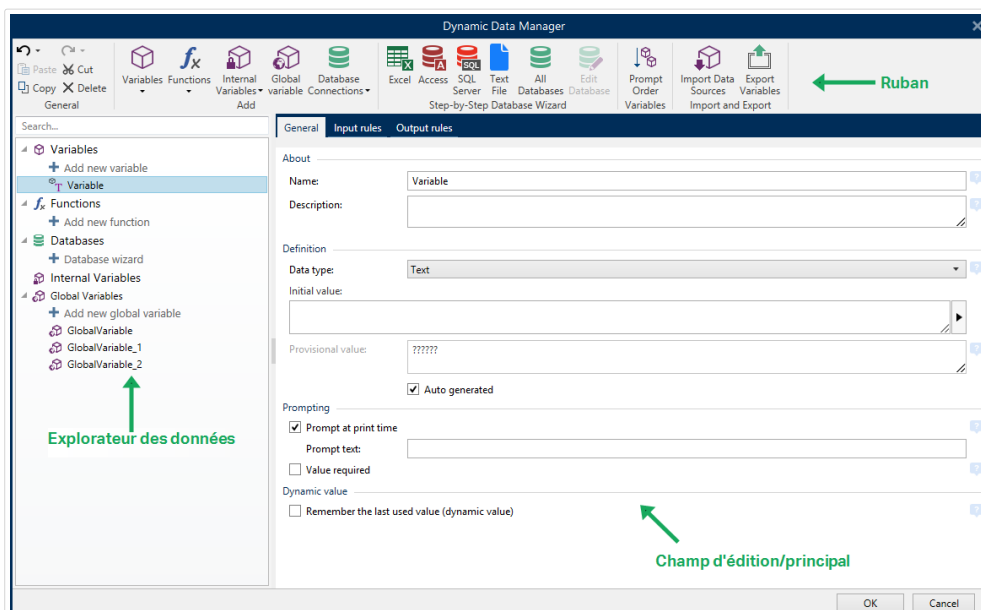 Dynamic Data Manager
Paste Cut
Copy Delete
General
Variables Functions Internal Variables Global variable Database Connections
Add
Excel Access SQL Server Text File All Databases Edit Database
Step-by-Step Database Wizard
Prompt Order
Variables
Import Data Sources Export Variables
Import and Export
Ruban
Search...
Variables
Add new variable
Variable
Functions
Add new function
Databases
Database wizard
Internal Variables
Global Variables
Add new global variable
GlobalVariable
GlobalVariable_1
GlobalVariable_2
Explorateur des données
General Input rules Output rules
About
Name: Variable
Description:
Definition
Data type: Text
Initial value:
Provisional value: ??????
Auto generated
Prompting
Prompt at print time
Prompt text:
Value required
Dynamic value
Remember the last used value (dynamic value)
Champ d'édition/principal
OK Cancel